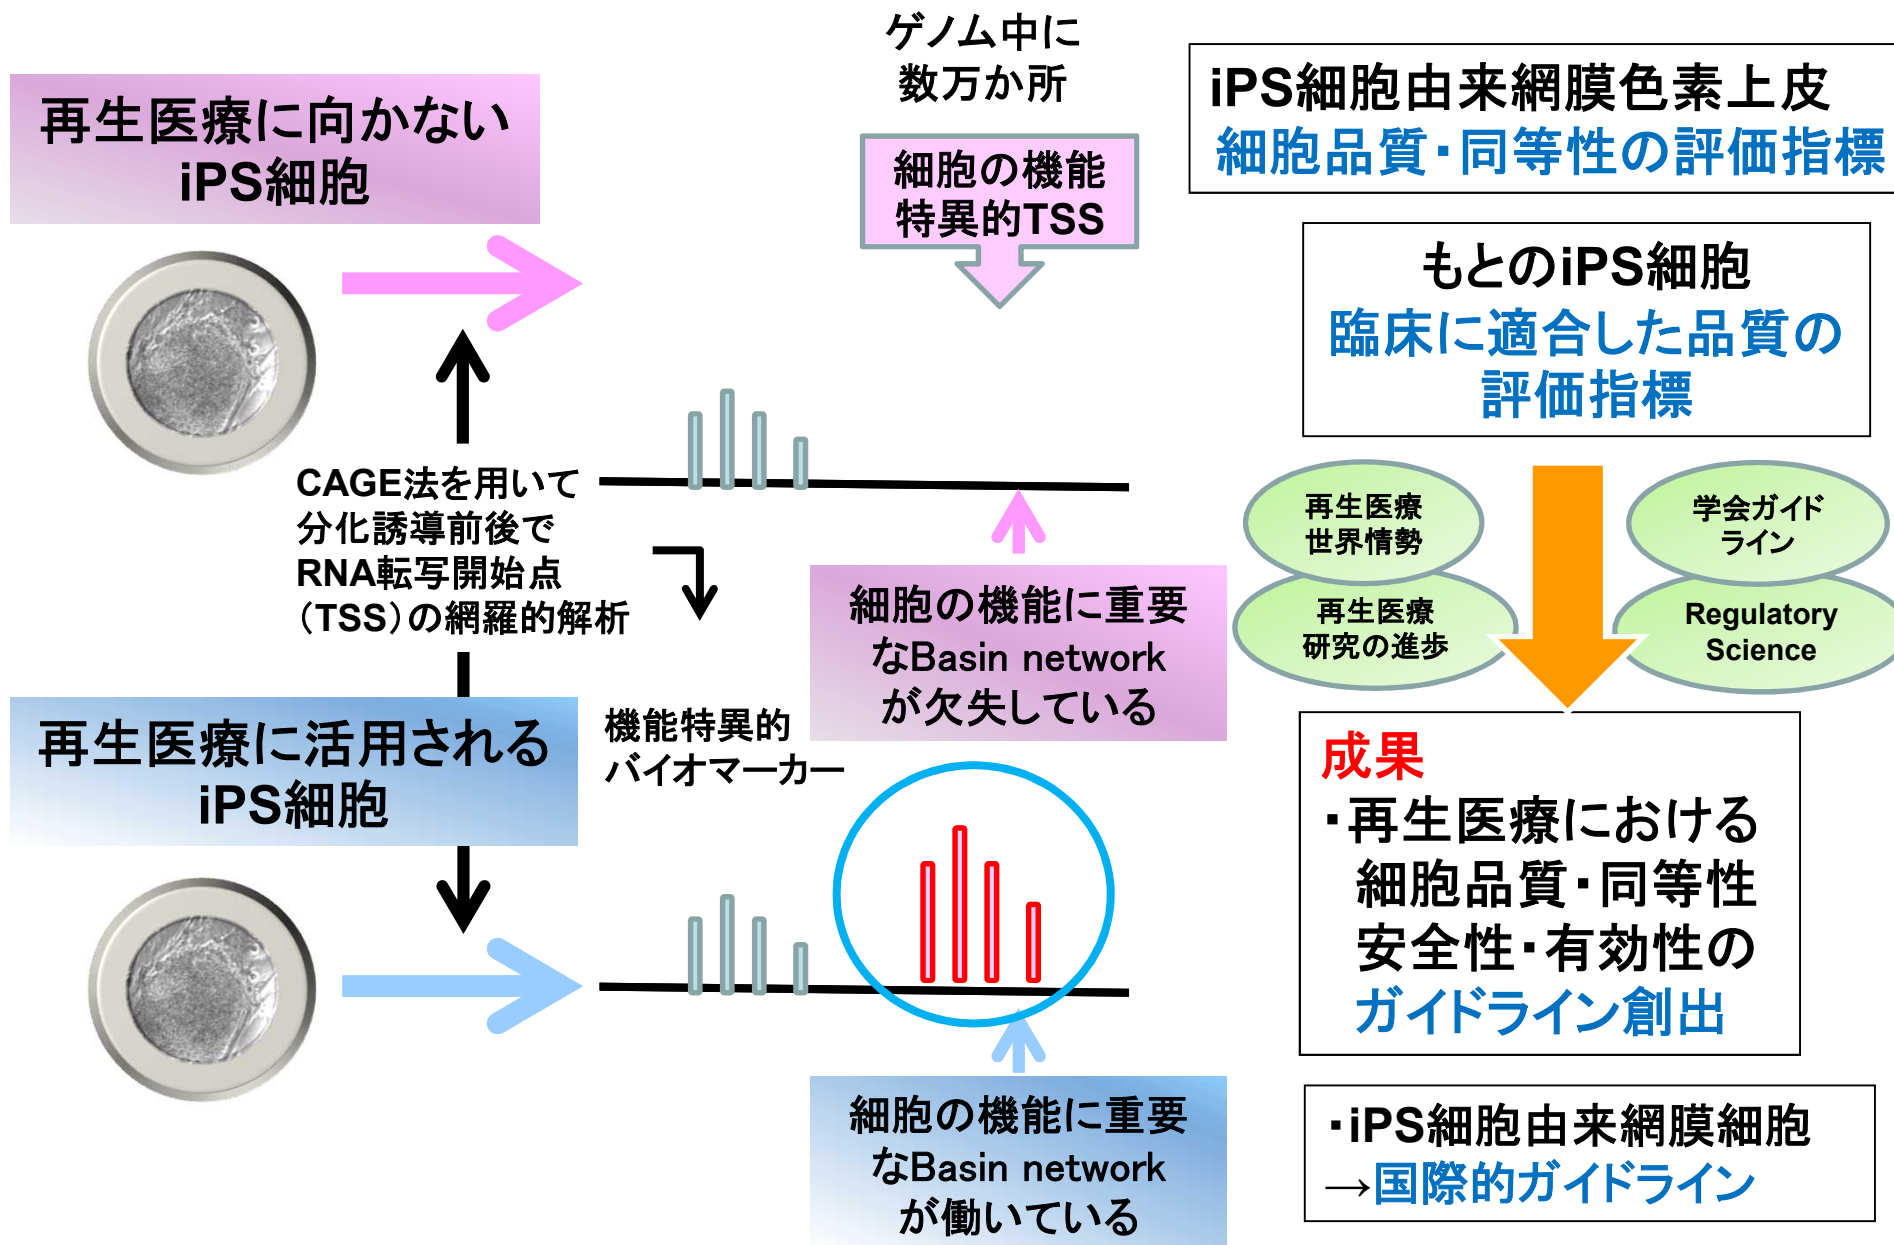 再生医療に向かない
iPS細胞
ゲノム中に
数万か所
細胞の機能
特異的TSS
CAGE法を用いて
分化誘導前後で
RNA転写開始点
（TSS）の網羅的解析
細胞の機能に重要
なBasin network
が欠失している
再生医療に活用される
iPS細胞
機能特異的
バイオマーカー
細胞の機能に重要
なBasin network
が働いている
iPS細胞由来網膜色素上皮
細胞品質・同等性の評価指標
もとのiPS細胞
臨床に適合した品質の
評価指標
再生医療
世界情勢
学会ガイド
ライン
再生医療
研究の進歩
Regulatory
Science
成果
・再生医療における
細胞品質・同等性
安全性・有効性の
ガイドライン創出
・iPS細胞由来網膜細胞
→国際的ガイドライン